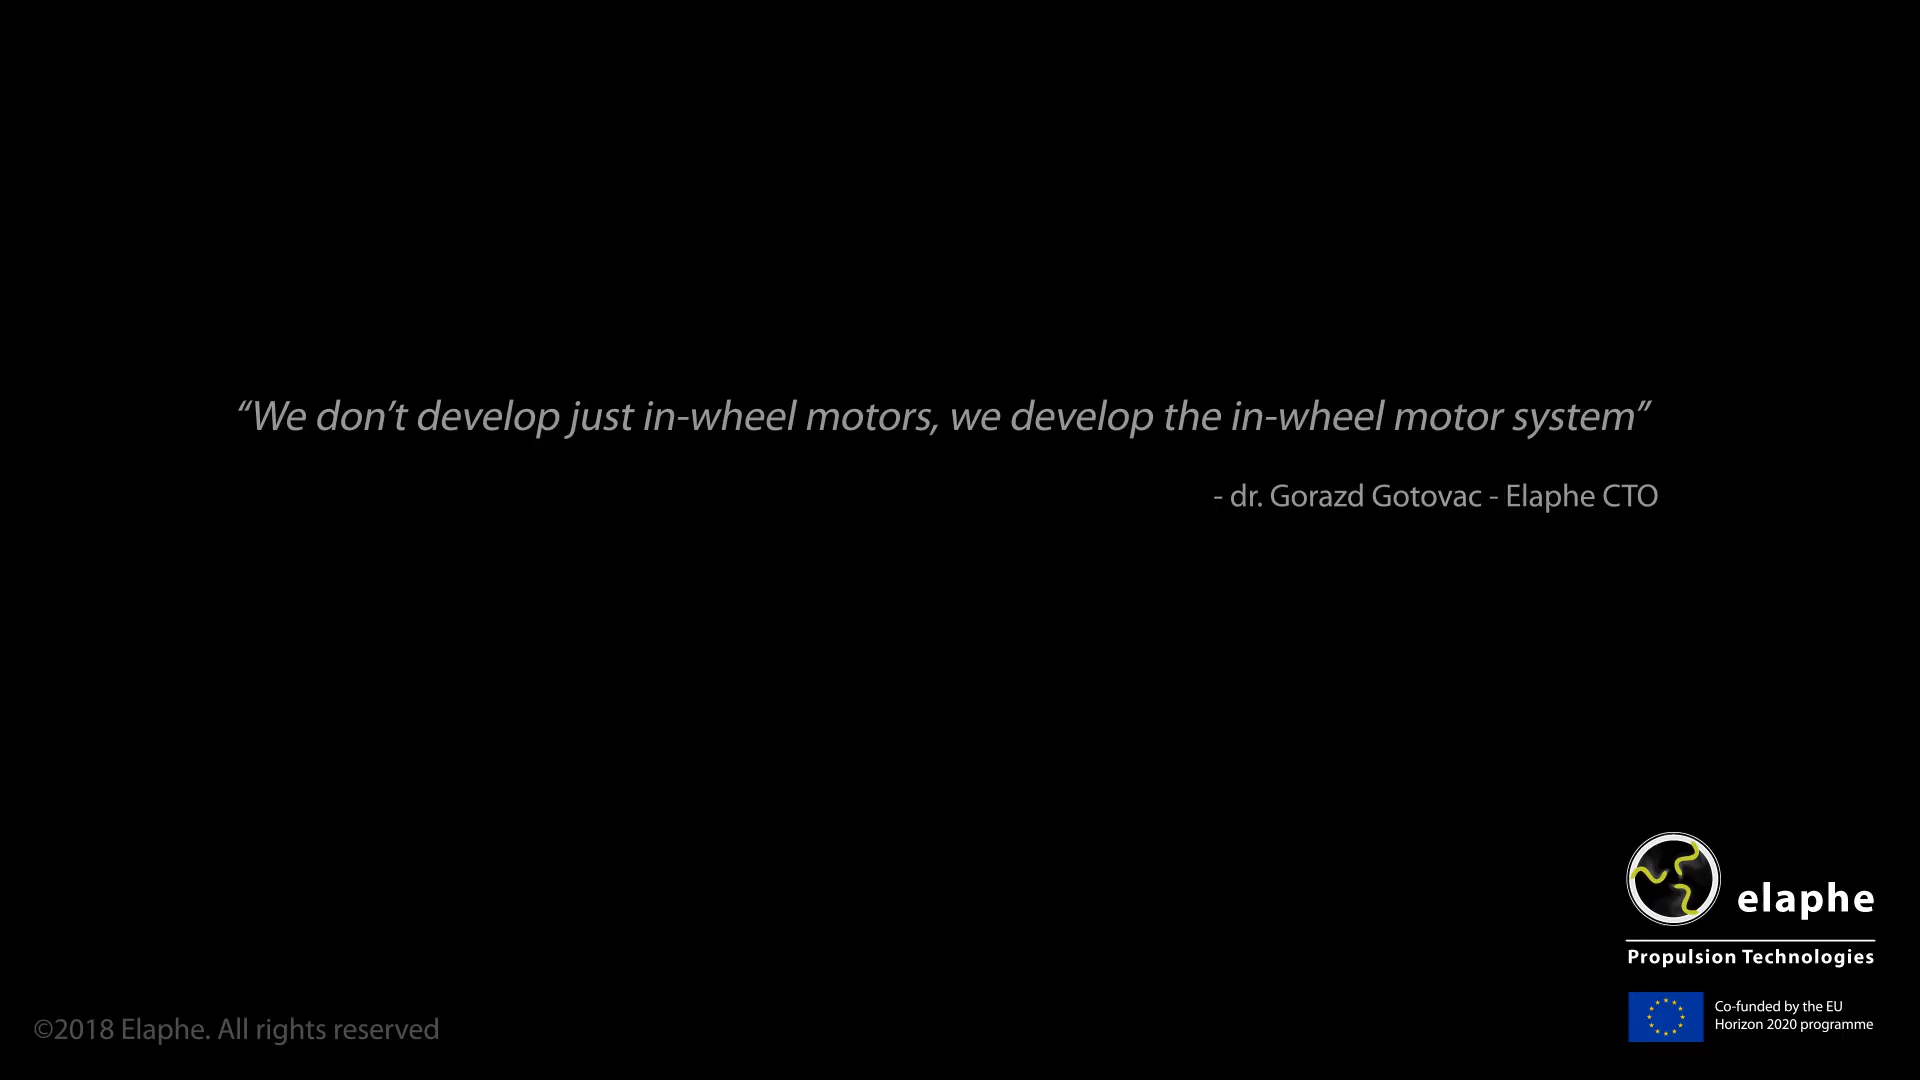 “We don’t develop just in-wheel motors, we develop the in-wheel motor system”
- dr. Gorazd Gotovac - Elaphe CTO
elaphe
Propulsion Technologies
Co-funded by the EU
Horizon 2020 programme
©2018 Elaphe. All rights reserved